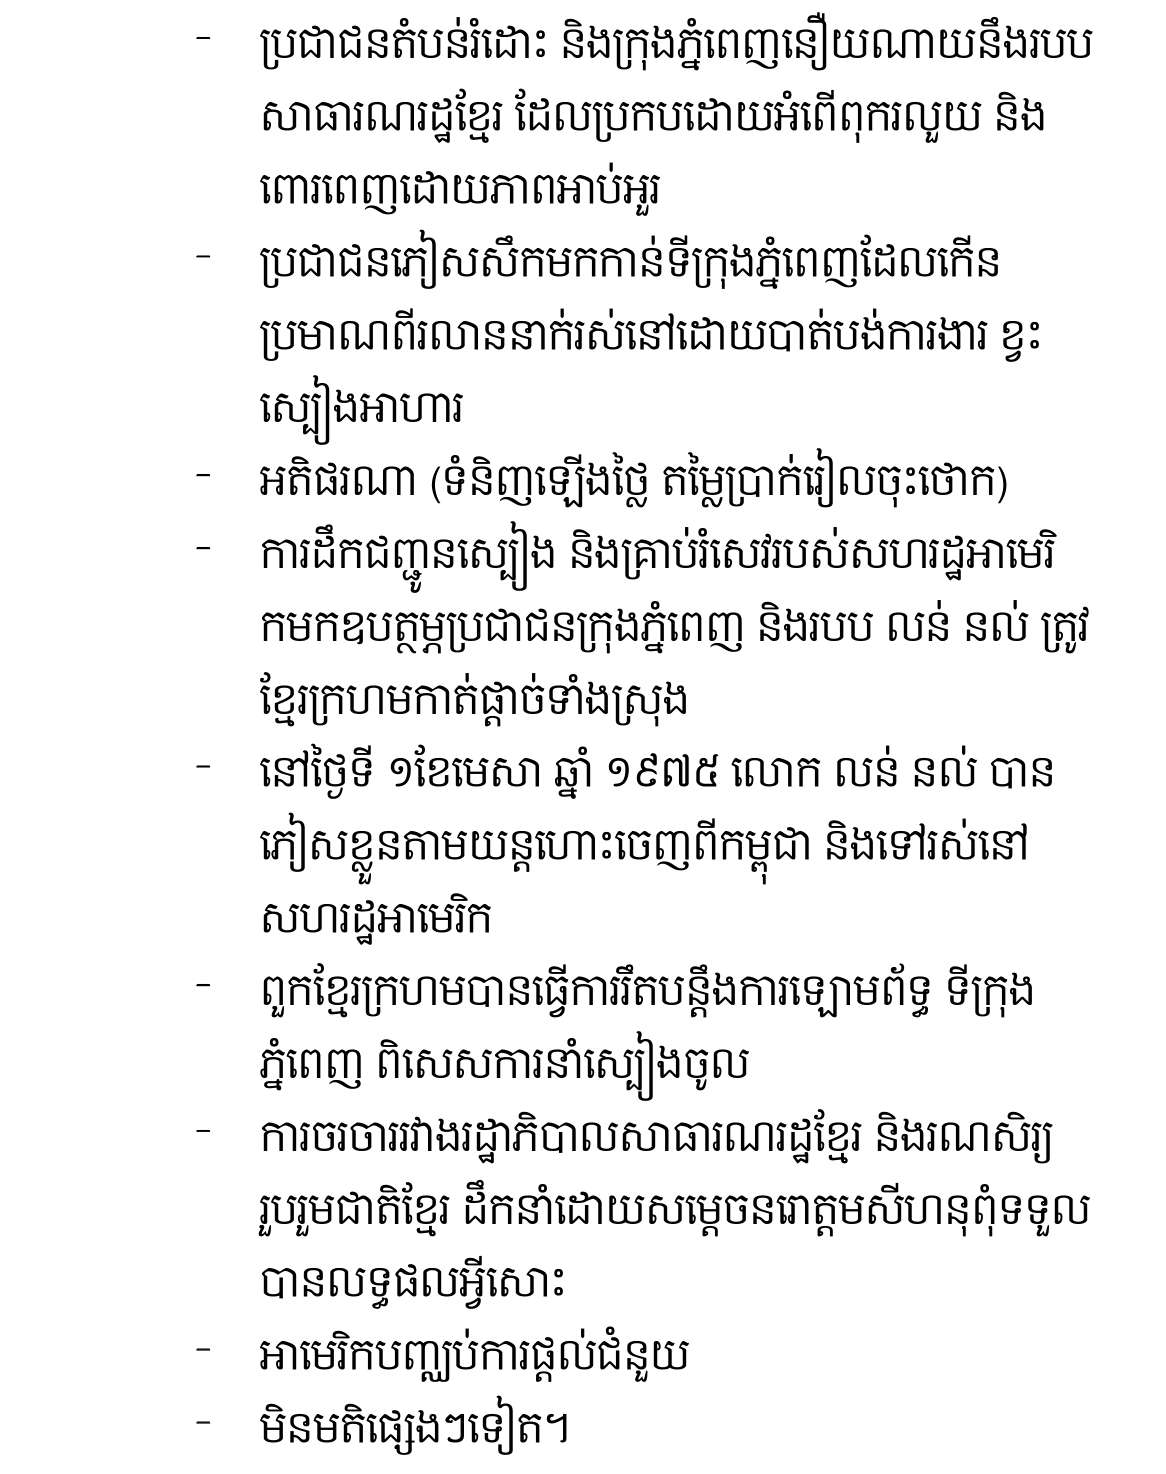 - ប្រជាជនតំបន់រំដោះ និងក្រុងភ្នំពេញនឿយណាយនឹងរបប
សាធារណរដ្ឋខ្មែរ ដែលប្រកបដោយអំពើពុករលួយ និង
ពោរពេញដោយភាពអាប់អួរ
- ប្រជាជនភៀសសឹកមកកាន់ទីក្រុងភ្នំពេញដែលកើន
ប្រមាណពីរលាននាក់រស់នៅដោយបាត់បង់ការងារ ខ្វះ
ស្បៀងអាហារ
- អតិផរណា (ទំនិញឡើងថ្លៃ តម្លៃប្រាក់រៀលចុះថោក)
- ការដឹកជញ្ជូនស្បៀង និងគ្រាប់រំសេវរបស់សហរដ្ឋអាមេរិ
កមកឧបត្ថម្ភប្រជាជនក្រុងភ្នំពេញ និងរបប លន់ នល់ ត្រូវ
ខ្មែរក្រហមកាត់ផ្តាច់ទាំងស្រុង
- នៅថ្ងៃទី ១ខែមេសា ឆ្នាំ ១៩៧៥ លោក លន់ នល់ បាន
ភៀសខ្លួនតាមយន្តហោះចេញពីកម្ពុជា និងទៅរស់នៅ
សហរដ្ឋអាមេរិក
- ពួកខ្មែរក្រហមបានធ្វើការរឹតបន្តឹងការឡោមព័ទ្ធ ទីក្រុង
ភ្នំពេញ ពិសេសការនាំស្បៀងចូល
- ការចរចាររវាងរដ្ឋាភិបាលសាធារណរដ្ឋខ្មែរ និងរណសិរ្យ
រួបរួមជាតិខ្មែរ ដឹកនាំដោយសម្តេចនរោត្តមសីហនុពុំទទួល
បានលទ្ធផលអ្វីសោះ
- អាមេរិកបញ្ឈប់ការផ្តល់ជំនួយ
- មិនមតិផ្សេងៗទៀត។